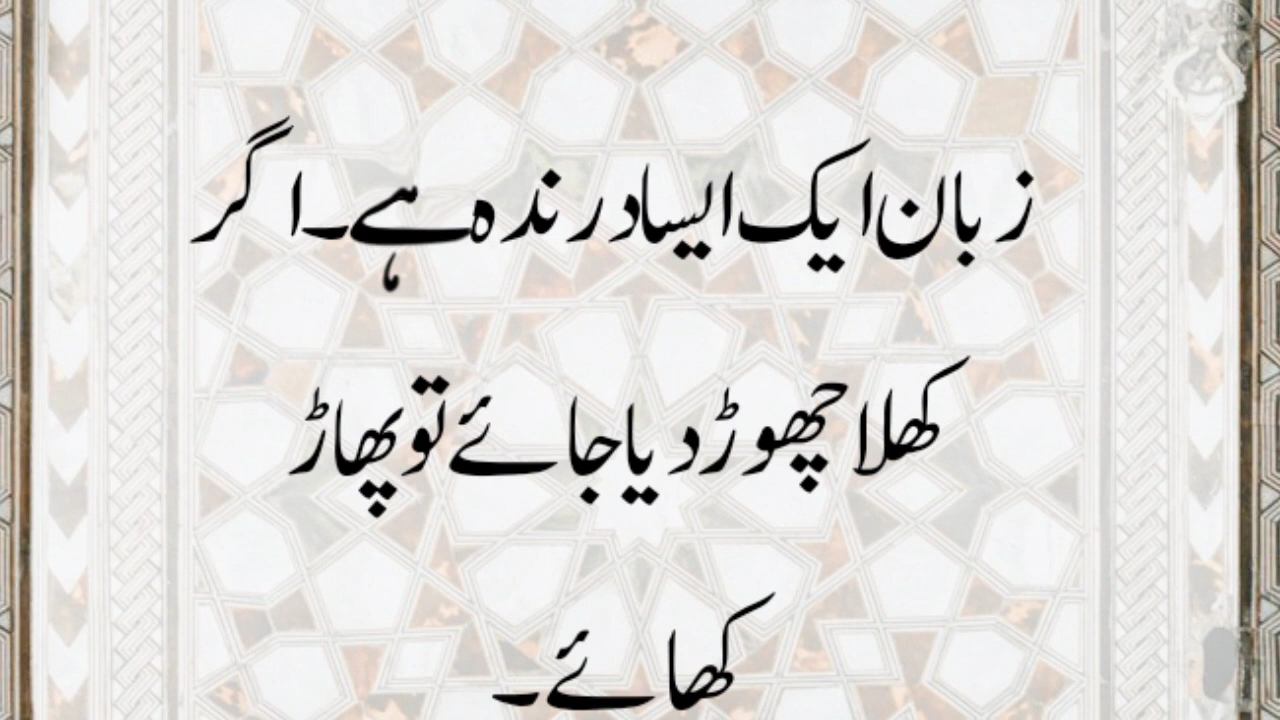 زبان ایک ایسا درندہ ہے۔ اگر
کھلا چھوڑ دیا جائے تو پھاڑ
کھائے۔